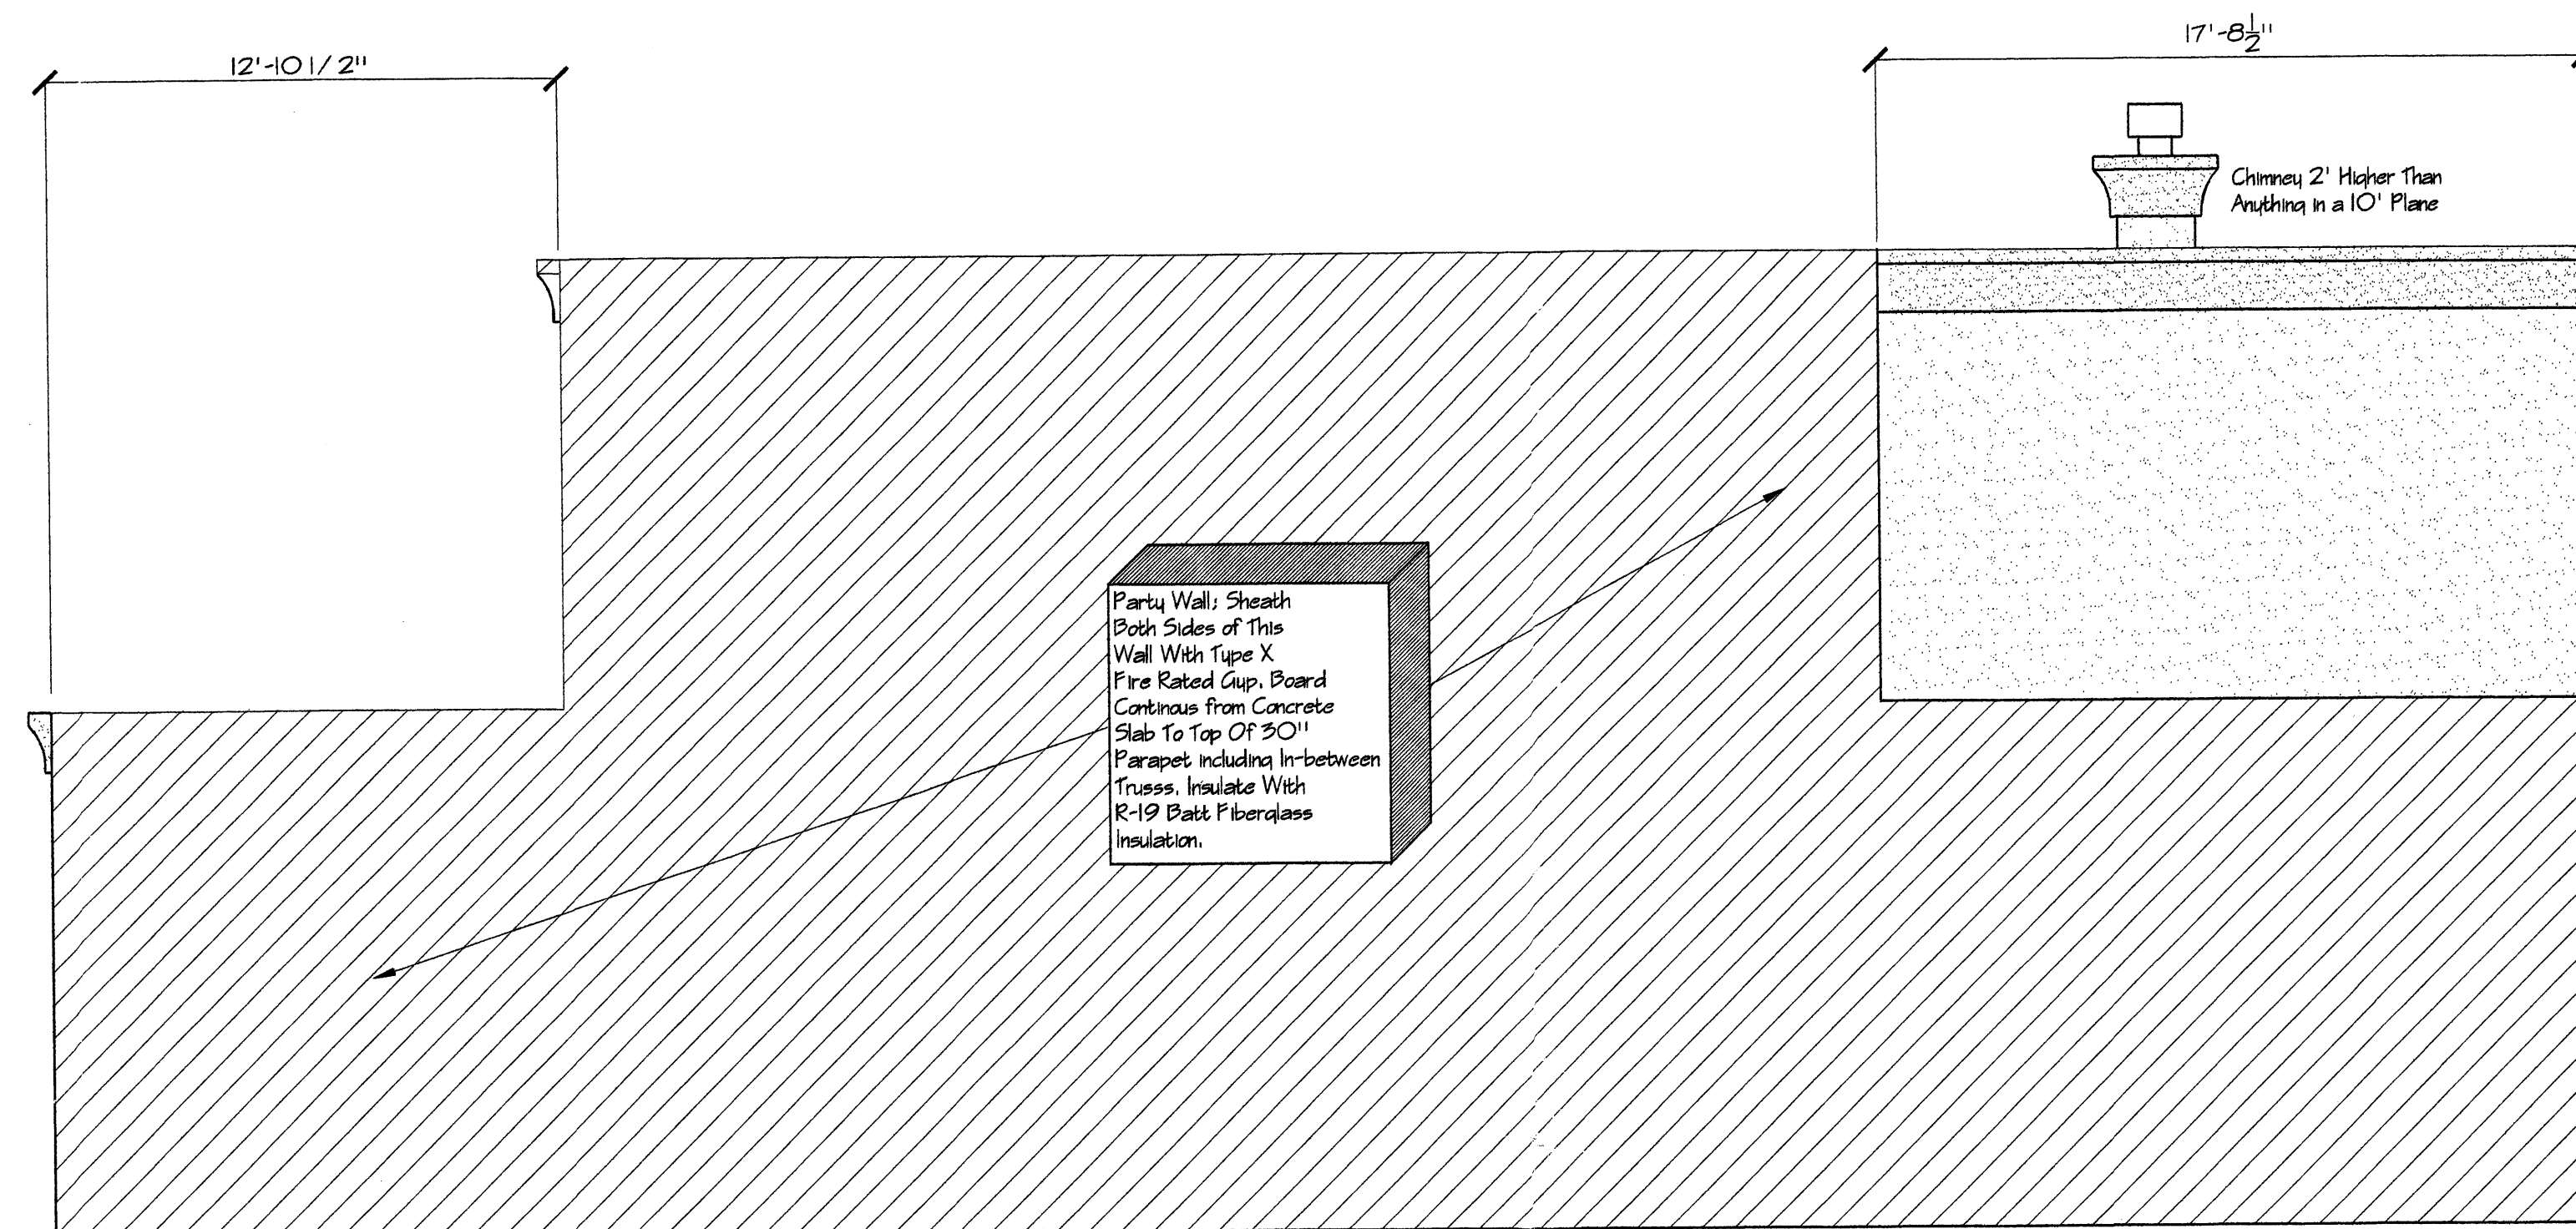 12'-10 1/2"
17'-8 1/2"
Chimney 2' Higher Than
Anything in a 10' Plane
Party Wall; Sheath
Both Sides of This
Wall With Type X
Fire Rated Gyp. Board
Continous from Concrete
Slab To Top Of 30"
Parapet including In-between
Trusss. Insulate With
R-19 Batt Fiberglass
Insulation.